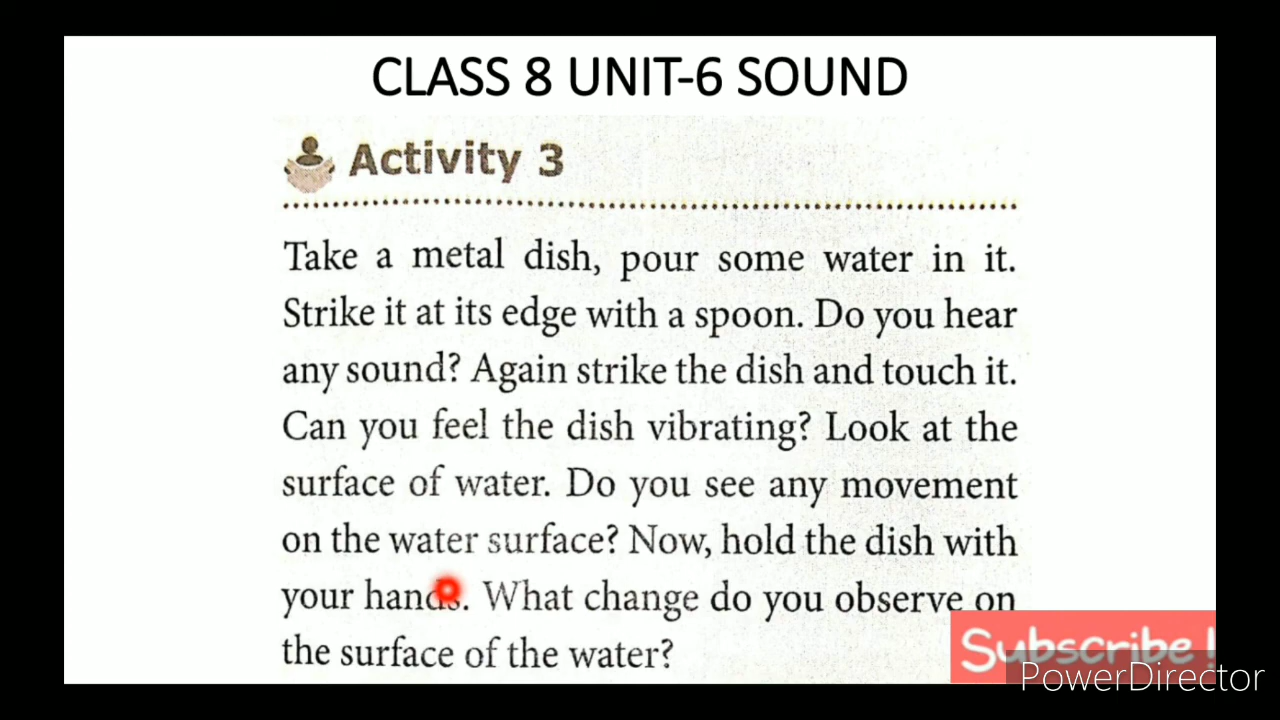 CLASS 8 UNIT-6 SOUND
Activity 3
Take a metal dish, pour some water in it.
Strike it at its edge with a spoon. Do you hear
any sound? Again strike the dish and touch it.
Can you feel the dish vibrating? Look at the
surface of water. Do you see any movement
on the water surface? Now, hold the dish with
your hands. What change do you observe on
the surface of the water?
Subscribe!
PowerDirector